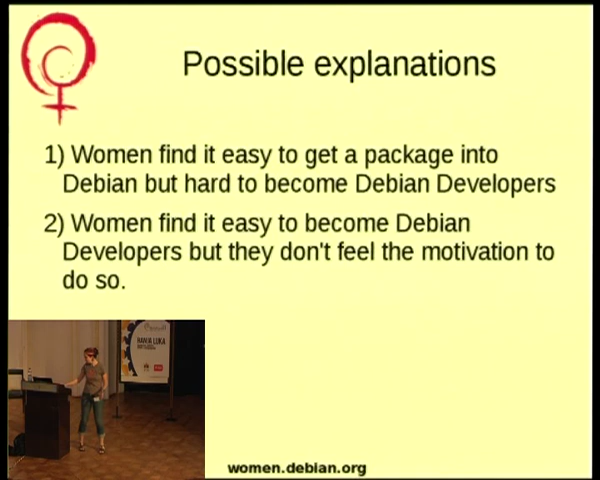 Possible explanations
1) Women find it easy to get a package into
Debian but hard to become Debian Developers
2) Women find it easy to become Debian
Developers but they don't feel the motivation to
do so.
BANJA LUKA
women.debian.org